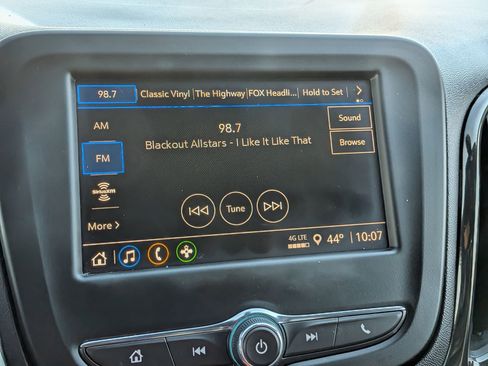 98.7 Classic Vinyl The Highway FOX Headli... Hold to Set
AM
98.7
Sound
Blackout Allstars - I Like It Like That
Browse
FM
SiriusXM
Tune
More
4G LTE
44° 10:07